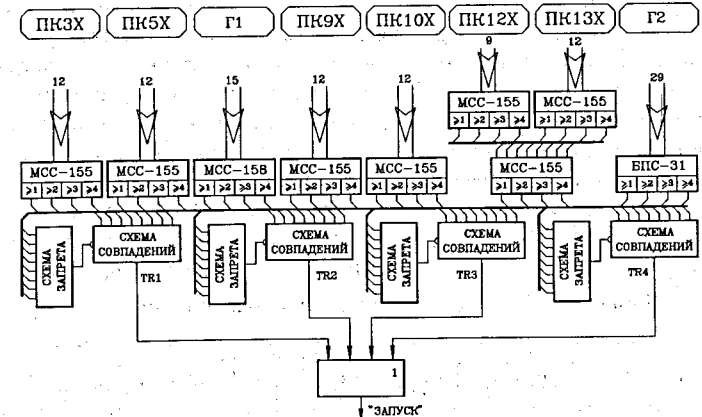 ПК3Х ПК5Х Г1 ПК9Х ПК10Х ПК12Х ПК13Х Г2
9 12
12 12 15 12 12 29
МСС-155 МСС-155
≥1 ≥2 ≥3 ≥4 ≥1 ≥2 ≥3 ≥4
МСС-155 МСС-155 МСС-158 МСС-155 МСС-155 МСС-155 БПС-31
≥1 ≥2 ≥3 ≥4 ≥1 ≥2 ≥3 ≥4 ≥1 ≥2 ≥3 ≥4 ≥1 ≥2 ≥3 ≥4 ≥1 ≥2 ≥3 ≥4 ≥1 ≥2 ≥3 ≥4 ≥1 ≥2 ≥3 ≥4
СХЕМА ЗАПРЕТА
СХЕМА СОВПАДЕНИЙ
TR1
СХЕМА ЗАПРЕТА
СХЕМА СОВПАДЕНИЙ
TR2
СХЕМА ЗАПРЕТА
СХЕМА СОВПАДЕНИЙ
TR3
СХЕМА ЗАПРЕТА
СХЕМА СОВПАДЕНИЙ
TR4
1
"ЗАПУСК"